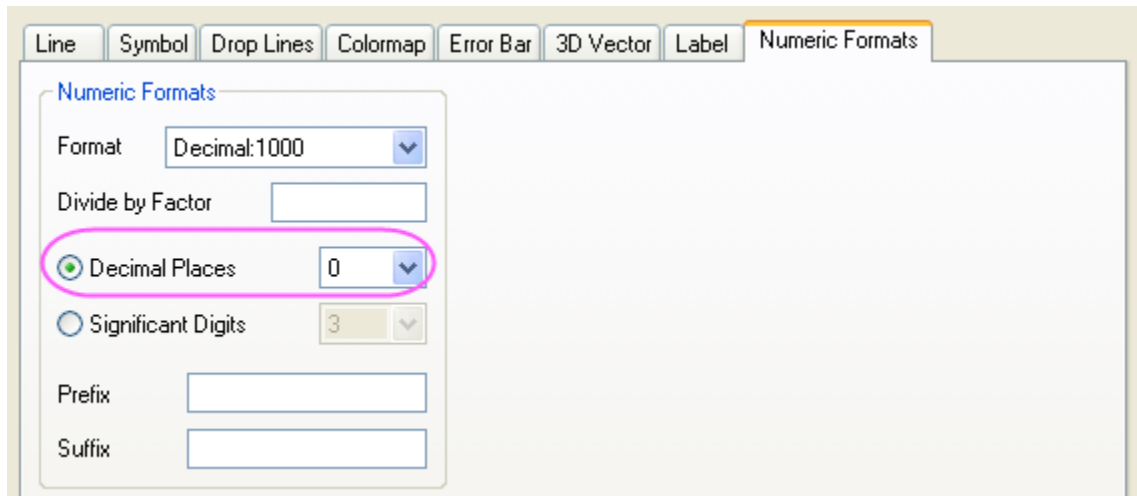 Line Symbol Drop Lines Colormap Error Bar 3D Vector Label Numeric Formats
Numeric Formats
Format Decimal:1000
Divide by Factor
Decimal Places 0
Significant Digits 3
Prefix
Suffix